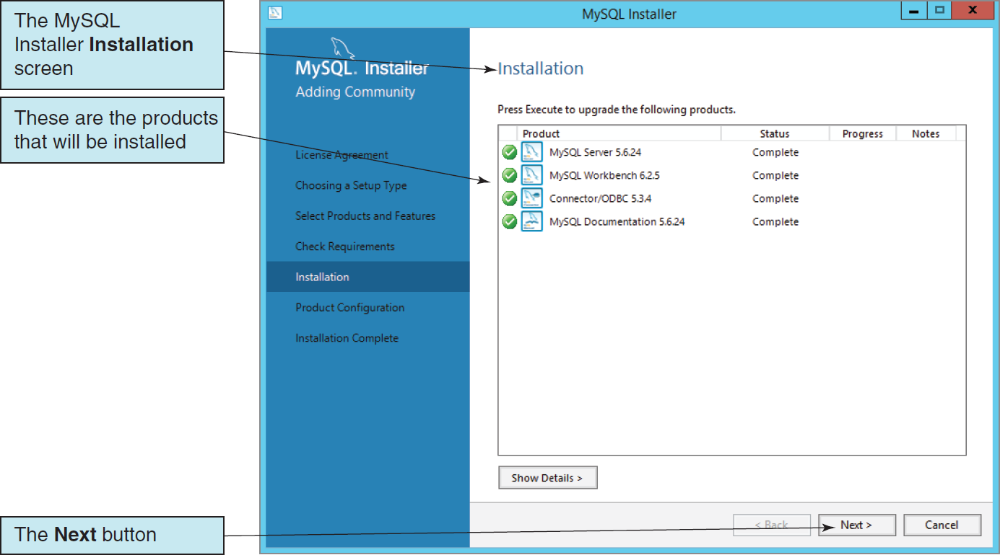 The MySQL
Installer Installation
screen
These are the products
that will be installed
The Next button
MySQL Installer
MySQL. Installer
Adding Community
License Agreement
Choosing a Setup Type
Select Products and Features
Check Requirements
Installation
Product Configuration
Installation Complete
Installation
Press Execute to upgrade the following products.
Product Status Progress Notes
MySQL Server 5.6.24 Complete
MySQL Workbench 6.2.5 Complete
Connector/ODBC 5.3.4 Complete
MySQL Documentation 5.6.24 Complete
Show Details >
< Back Next > Cancel